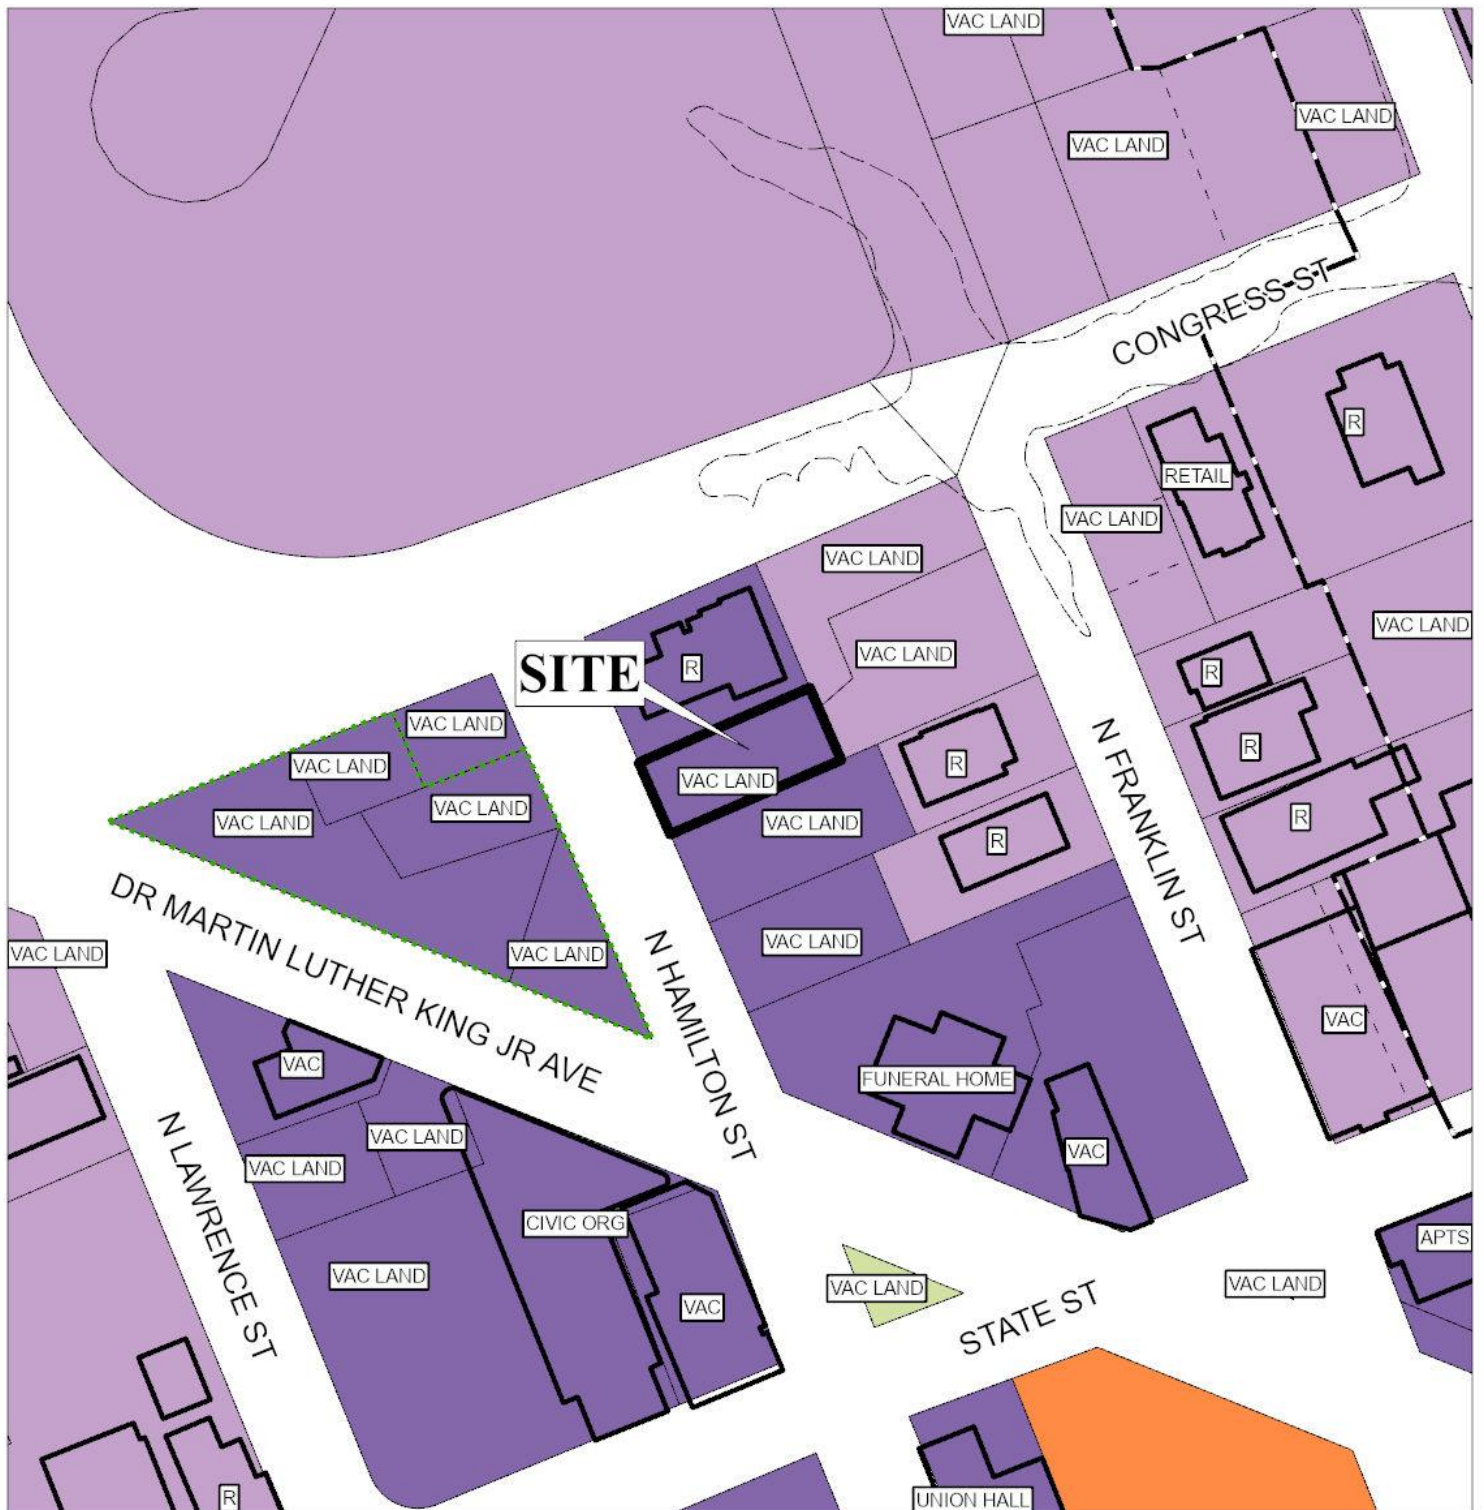 VAC LAND
VAC LAND
VAC LAND
CONGRESS ST
R
RETAIL
VAC LAND
VAC LAND
VAC LAND
VAC LAND
R
SITE
R
VAC LAND
VAC LAND
R
R
VAC LAND
VAC LAND
VAC LAND
VAC LAND
VAC LAND
R
R
N FRANKLIN ST
DR MARTIN LUTHER KING JR AVE
VAC LAND
VAC LAND
VAC LAND
N HAMILTON ST
VAC
VAC
FUNERAL HOME
VAC LAND
VAC
VAC LAND
N LAWRENCE ST
CIVIC ORG
APTS
VAC LAND
VAC LAND
VAC LAND
VAC
STATE ST
R
UNION HALL